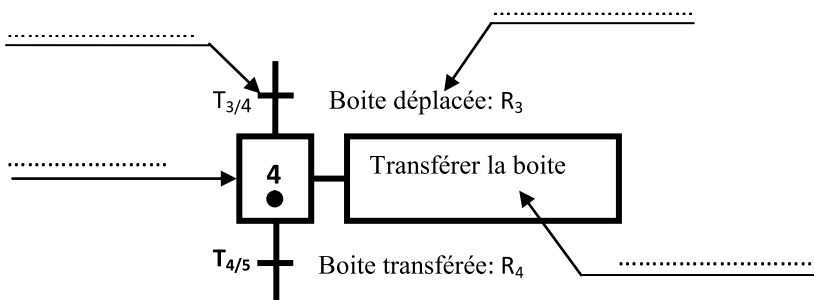 T3/4 Boite déplacée: R3
4 Transférer la boite
T4/5 Boite transférée: R4